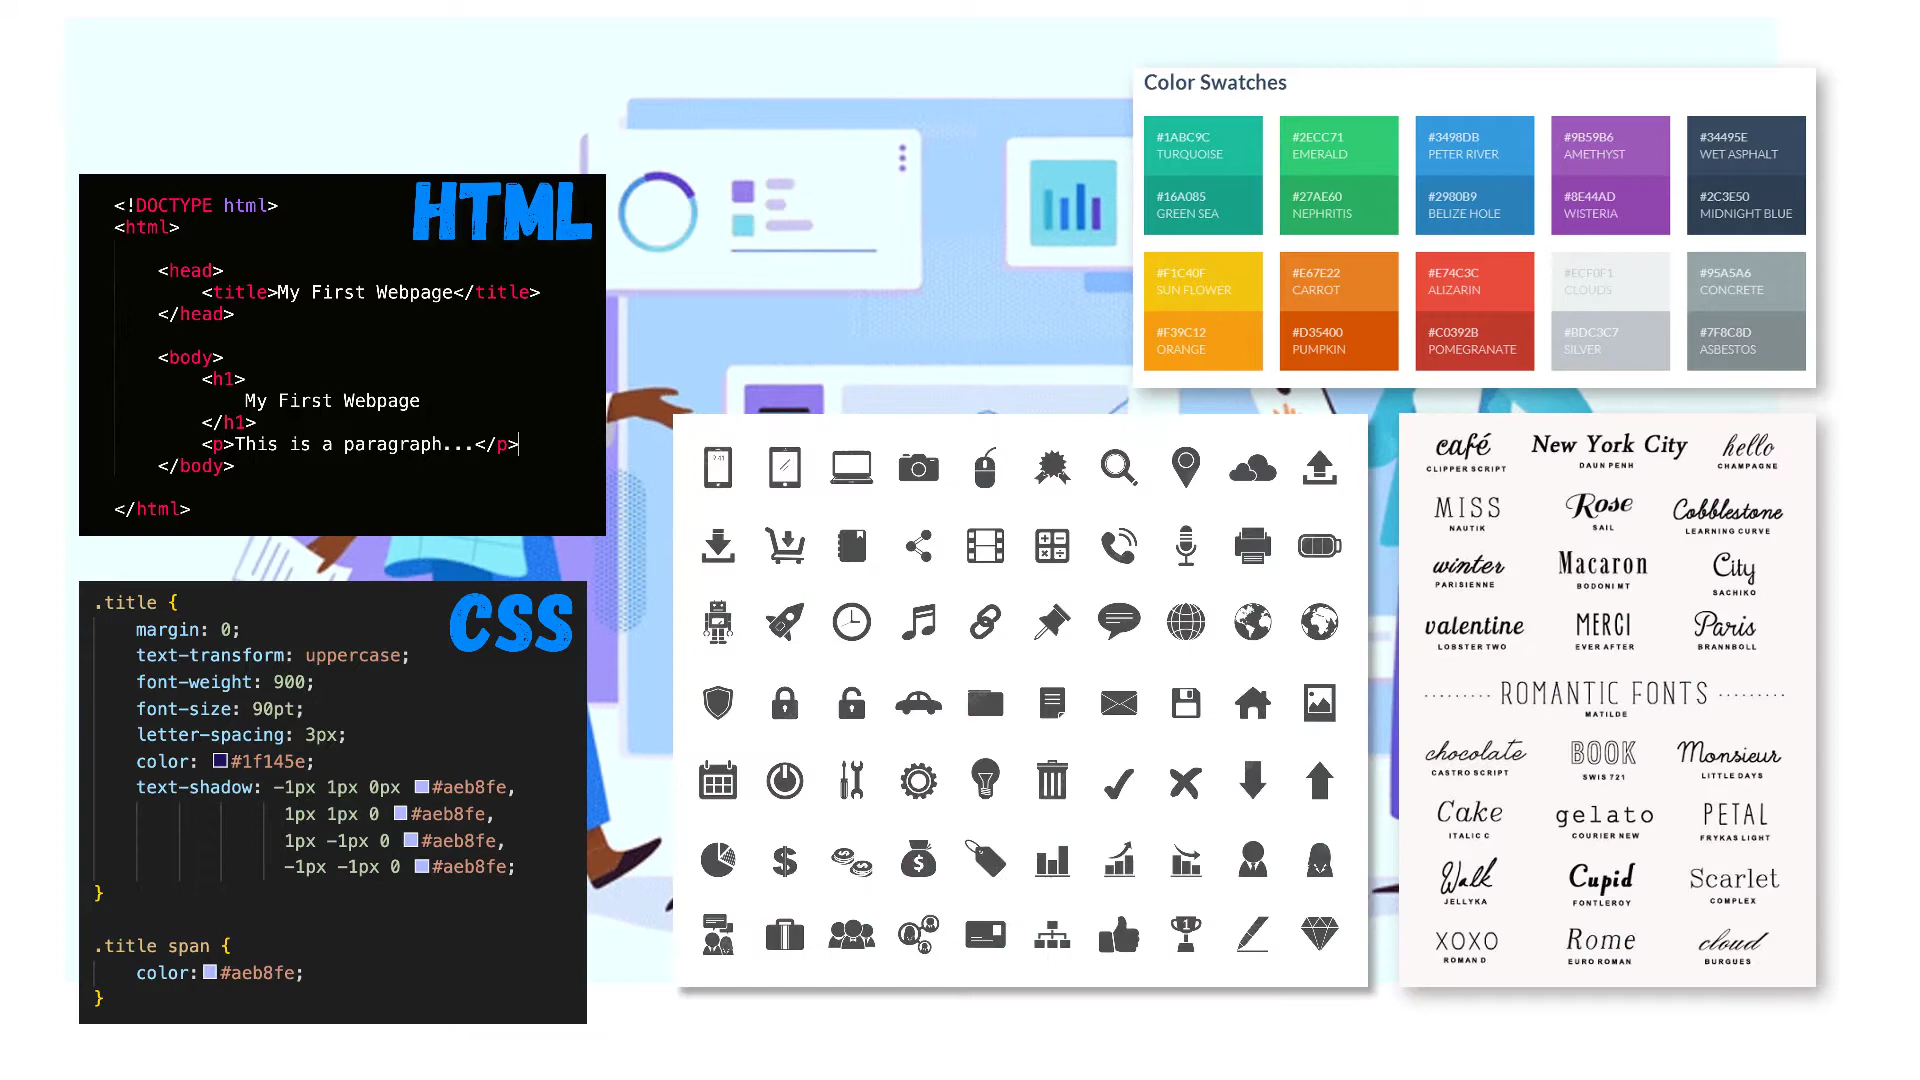 HTML
<!DOCTYPE html>
<html>
<head>
<title>My First Webpage</title>
</head>
<body>
<h1>
My First Webpage
</h1>
<p>This is a paragraph...</p>
</body>
</html>
CSS
.title {
margin: 0;
text-transform: uppercase;
font-weight: 900;
font-size: 90pt;
letter-spacing: 3px;
color: #1f145e;
text-shadow: -1px 1px 0px #aeb8fe,
1px 1px 0 #aeb8fe,
1px -1px 0 #aeb8fe,
-1px -1px 0 #aeb8fe;
}
.title span {
color: #aeb8fe;
}
Color Swatches
#1ABC9C
TURQUOISE
#16A085
GREEN SEA
#2ECC71
EMERALD
#27AE60
NEPHRITIS
#3498DB
PETER RIVER
#2980B9
BELIZE HOLE
#9B59B6
AMETHYST
#8E44AD
WISTERIA
#34495E
WET ASPHALT
#2C3E50
MIDNIGHT BLUE
#F1C40F
SUN FLOWER
#F39C12
ORANGE
#E67E22
CARROT
#D35400
PUMPKIN
#E74C3C
ALIZARIN
#C0392B
POMEGRANATE
#ECF0F1
CLOUDS
#BDC3C7
SILVER
#95A5A6
CONCRETE
#7F8C8D
ASBESTOS
café New York City hello
CLIPPER SCRIPT DAUN PENH CHAMPAGNE
MISS Rose Cobblestone
NAUTIK SAIL LEARNING CURVE
winter Macaron City
PARISIENNE BODONI MT SACHIKO
valentine MERCI Paris
LOBSTER TWO EVER AFTER BRANNBOLL
ROMANTIC FONTS
MATILDE
chocolate BOOK Monsieur
CASTRO SCRIPT SWIS 721 LITTLE DAYS
Cake gelato PETAL
ITALIC C COURIER NEW FRYKAS LIGHT
Walk Cupid Scarlet
JELLYKA FONTLEROY COMPLEX
XOXO Rome cloud
ROMAN D EURO ROMAN BURGUES